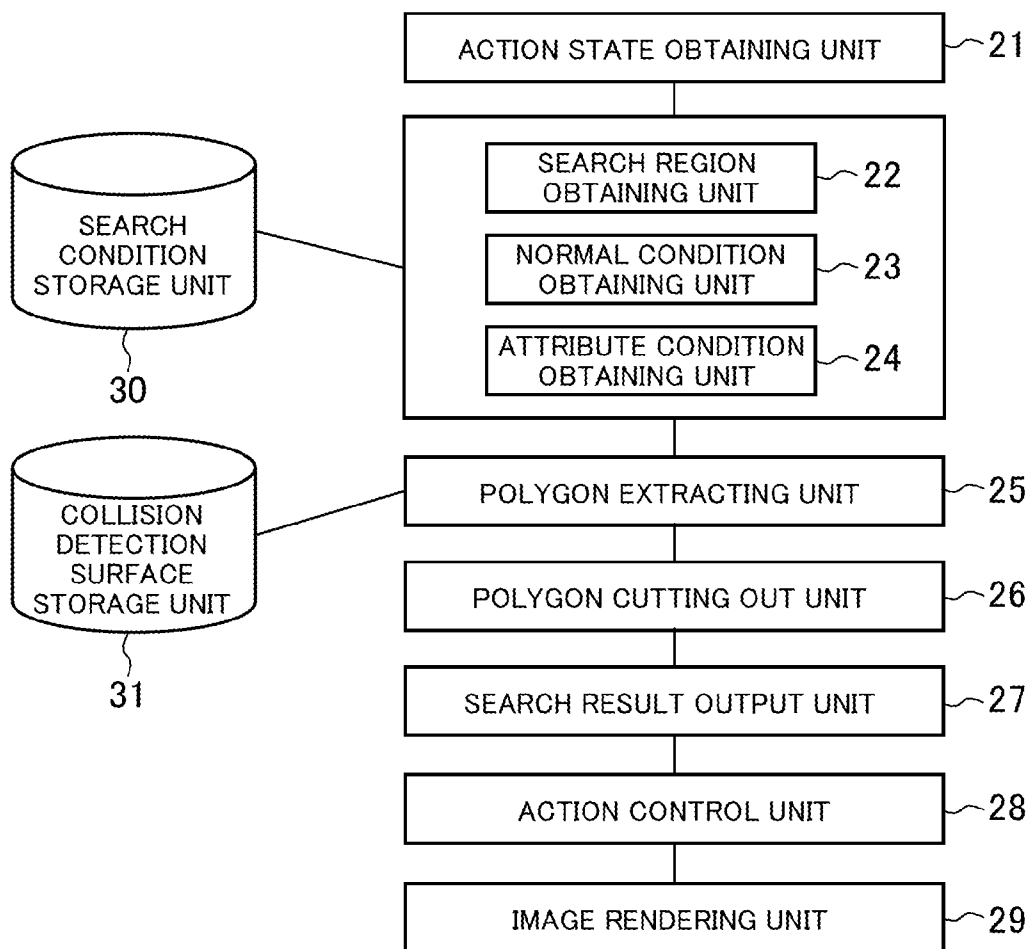 ACTION STATE OBTAINING UNIT
21
SEARCH REGION
OBTAINING UNIT
22
SEARCH
CONDITION
STORAGE UNIT
30
NORMAL CONDITION
OBTAINING UNIT
23
ATTRIBUTE CONDITION
OBTAINING UNIT
24
COLLISION
DETECTION
SURFACE
STORAGE UNIT
31
POLYGON EXTRACTING UNIT
25
POLYGON CUTTING OUT UNIT
26
SEARCH RESULT OUTPUT UNIT
27
ACTION CONTROL UNIT
28
IMAGE RENDERING UNIT
29